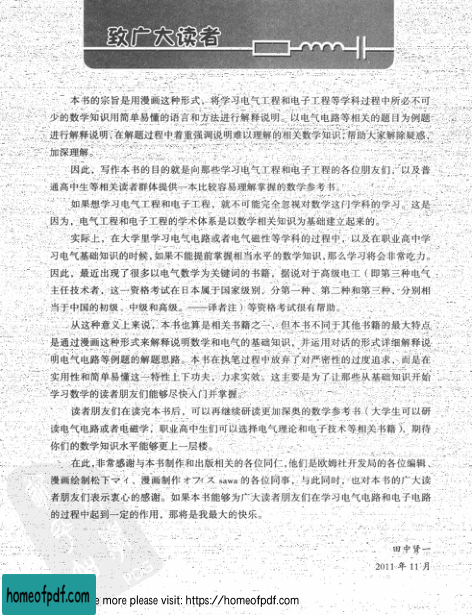 致广大读者
本书的宗旨是用漫画这种形式，将学习电气工程和电子工程等学科过程中所必不可
少的数学知识用简单易懂的语言和方法进行解释说明。以电气电路等相关的题目为例题
进行解释说明，在解题过程中着重强调说明难以理解的相关数学知识，帮助大家解除疑惑，
加深理解。
因此，写作本书的目的就是向那些学习电气工程和电子工程的各位朋友们，以及普
通高中生等相关读者群体提供一本比较容易理解掌握的数学参考书。
如果想学习电气工程和电子工程，就不可能完全忽视对数学这门学科的学习。这是
因为，电气工程和电子工程的学术体系是以数学相关知识为基础建立起来的。
实际上，在大学里学习电气电路或者电气磁性等学科的过程中，以及在职业高中学
习电气基础知识的时候，如果不能提前掌握相当水平的数学知识，那么学习将会非常吃力。
因此，最近出现了很多以电气数学为关键词的书籍，据说对于高级电工（即第三种电气
主任技术者，这一资格考试在日本属于国家级别，分第一种、第二种和第三种，分别相
当于中国的初级、中级和高级。——译者注）等资格考试很有帮助。
从这种意义上来说，本书也算是相关书籍之一，但本书不同于其他书籍的最大特点
是通过漫画这种形式来解释说明数学和电气的基础知识，并运用对话的形式详细解释说
明电气电路等例题的解题思路。本书在执笔过程中放弃了对严密性的过度追求，而是在
实用性和简单易懂这一特性上下功夫，力求实效。这主要是为了让那些从基础知识开始
学习数学的读者朋友们能够尽快入门并掌握。
读者朋友们在读完本书后，可以再继续研读更加深奥的数学参考书（大学生可以研
读电气电路或者电磁学，职业高中生们可以选择电气理论和电子技术等相关书籍），期待
你们的数学知识水平能够更上一层楼。
在此，非常感谢与本书制作和出版相关的各位同仁，他们是欧姆社开发局的各位编辑、
漫画绘制松下マイ、漫画制作オフィス sawa 的各位同事，与此同时，也对本书的广大读
者朋友们表示衷心的感谢。如果本书能够为广大读者朋友们在学习电气电路和电子电路
的过程中起到一定的作用，那将是我最大的快乐。
田中贤一
2011 年 11 月
homeofpdf.com
e more please visit: https://homeofpdf.com